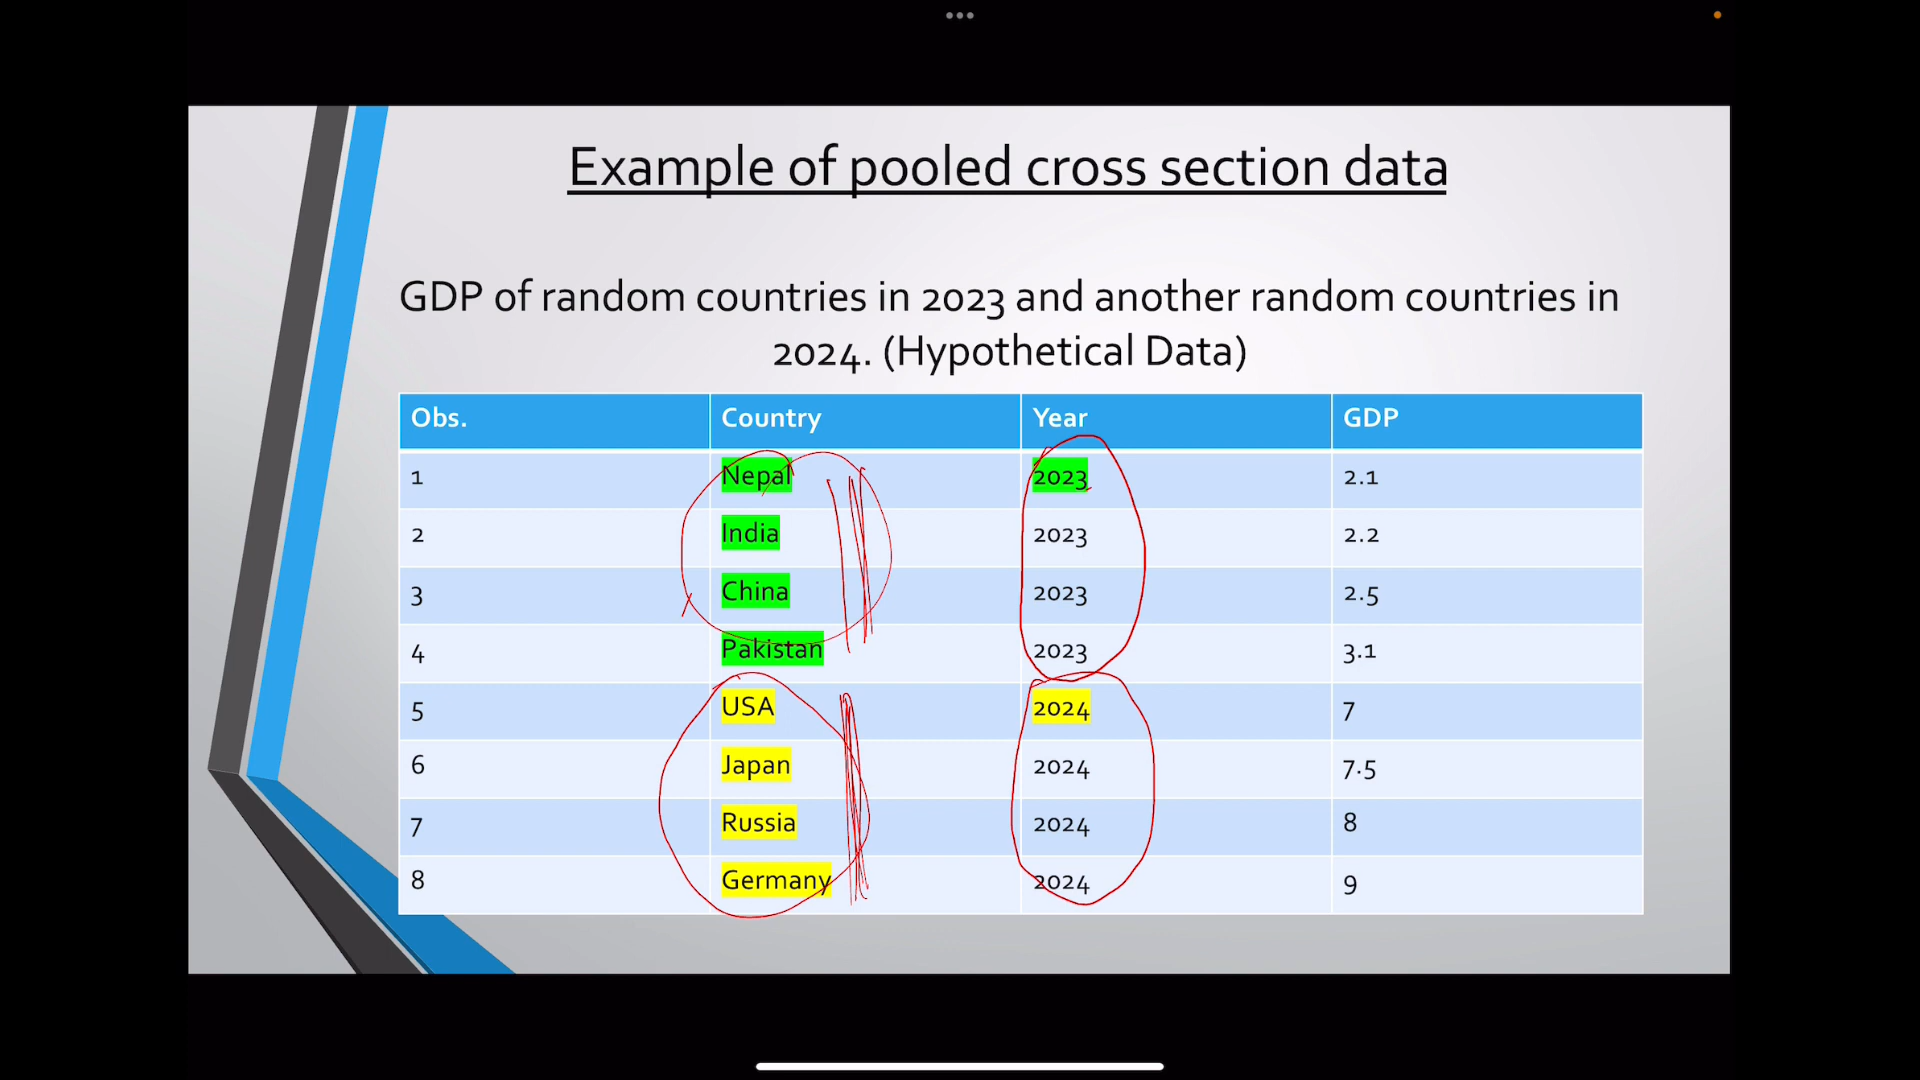 Example of pooled cross section data
GDP of random countries in 2023 and another random countries in
2024. (Hypothetical Data)
Obs. Country Year GDP
1 Nepal 2023 2.1
2 India 2023 2.2
3 China 2023 2.5
4 Pakistan 2023 3.1
5 USA 2024 7
6 Japan 2024 7.5
7 Russia 2024 8
8 Germany 2024 9